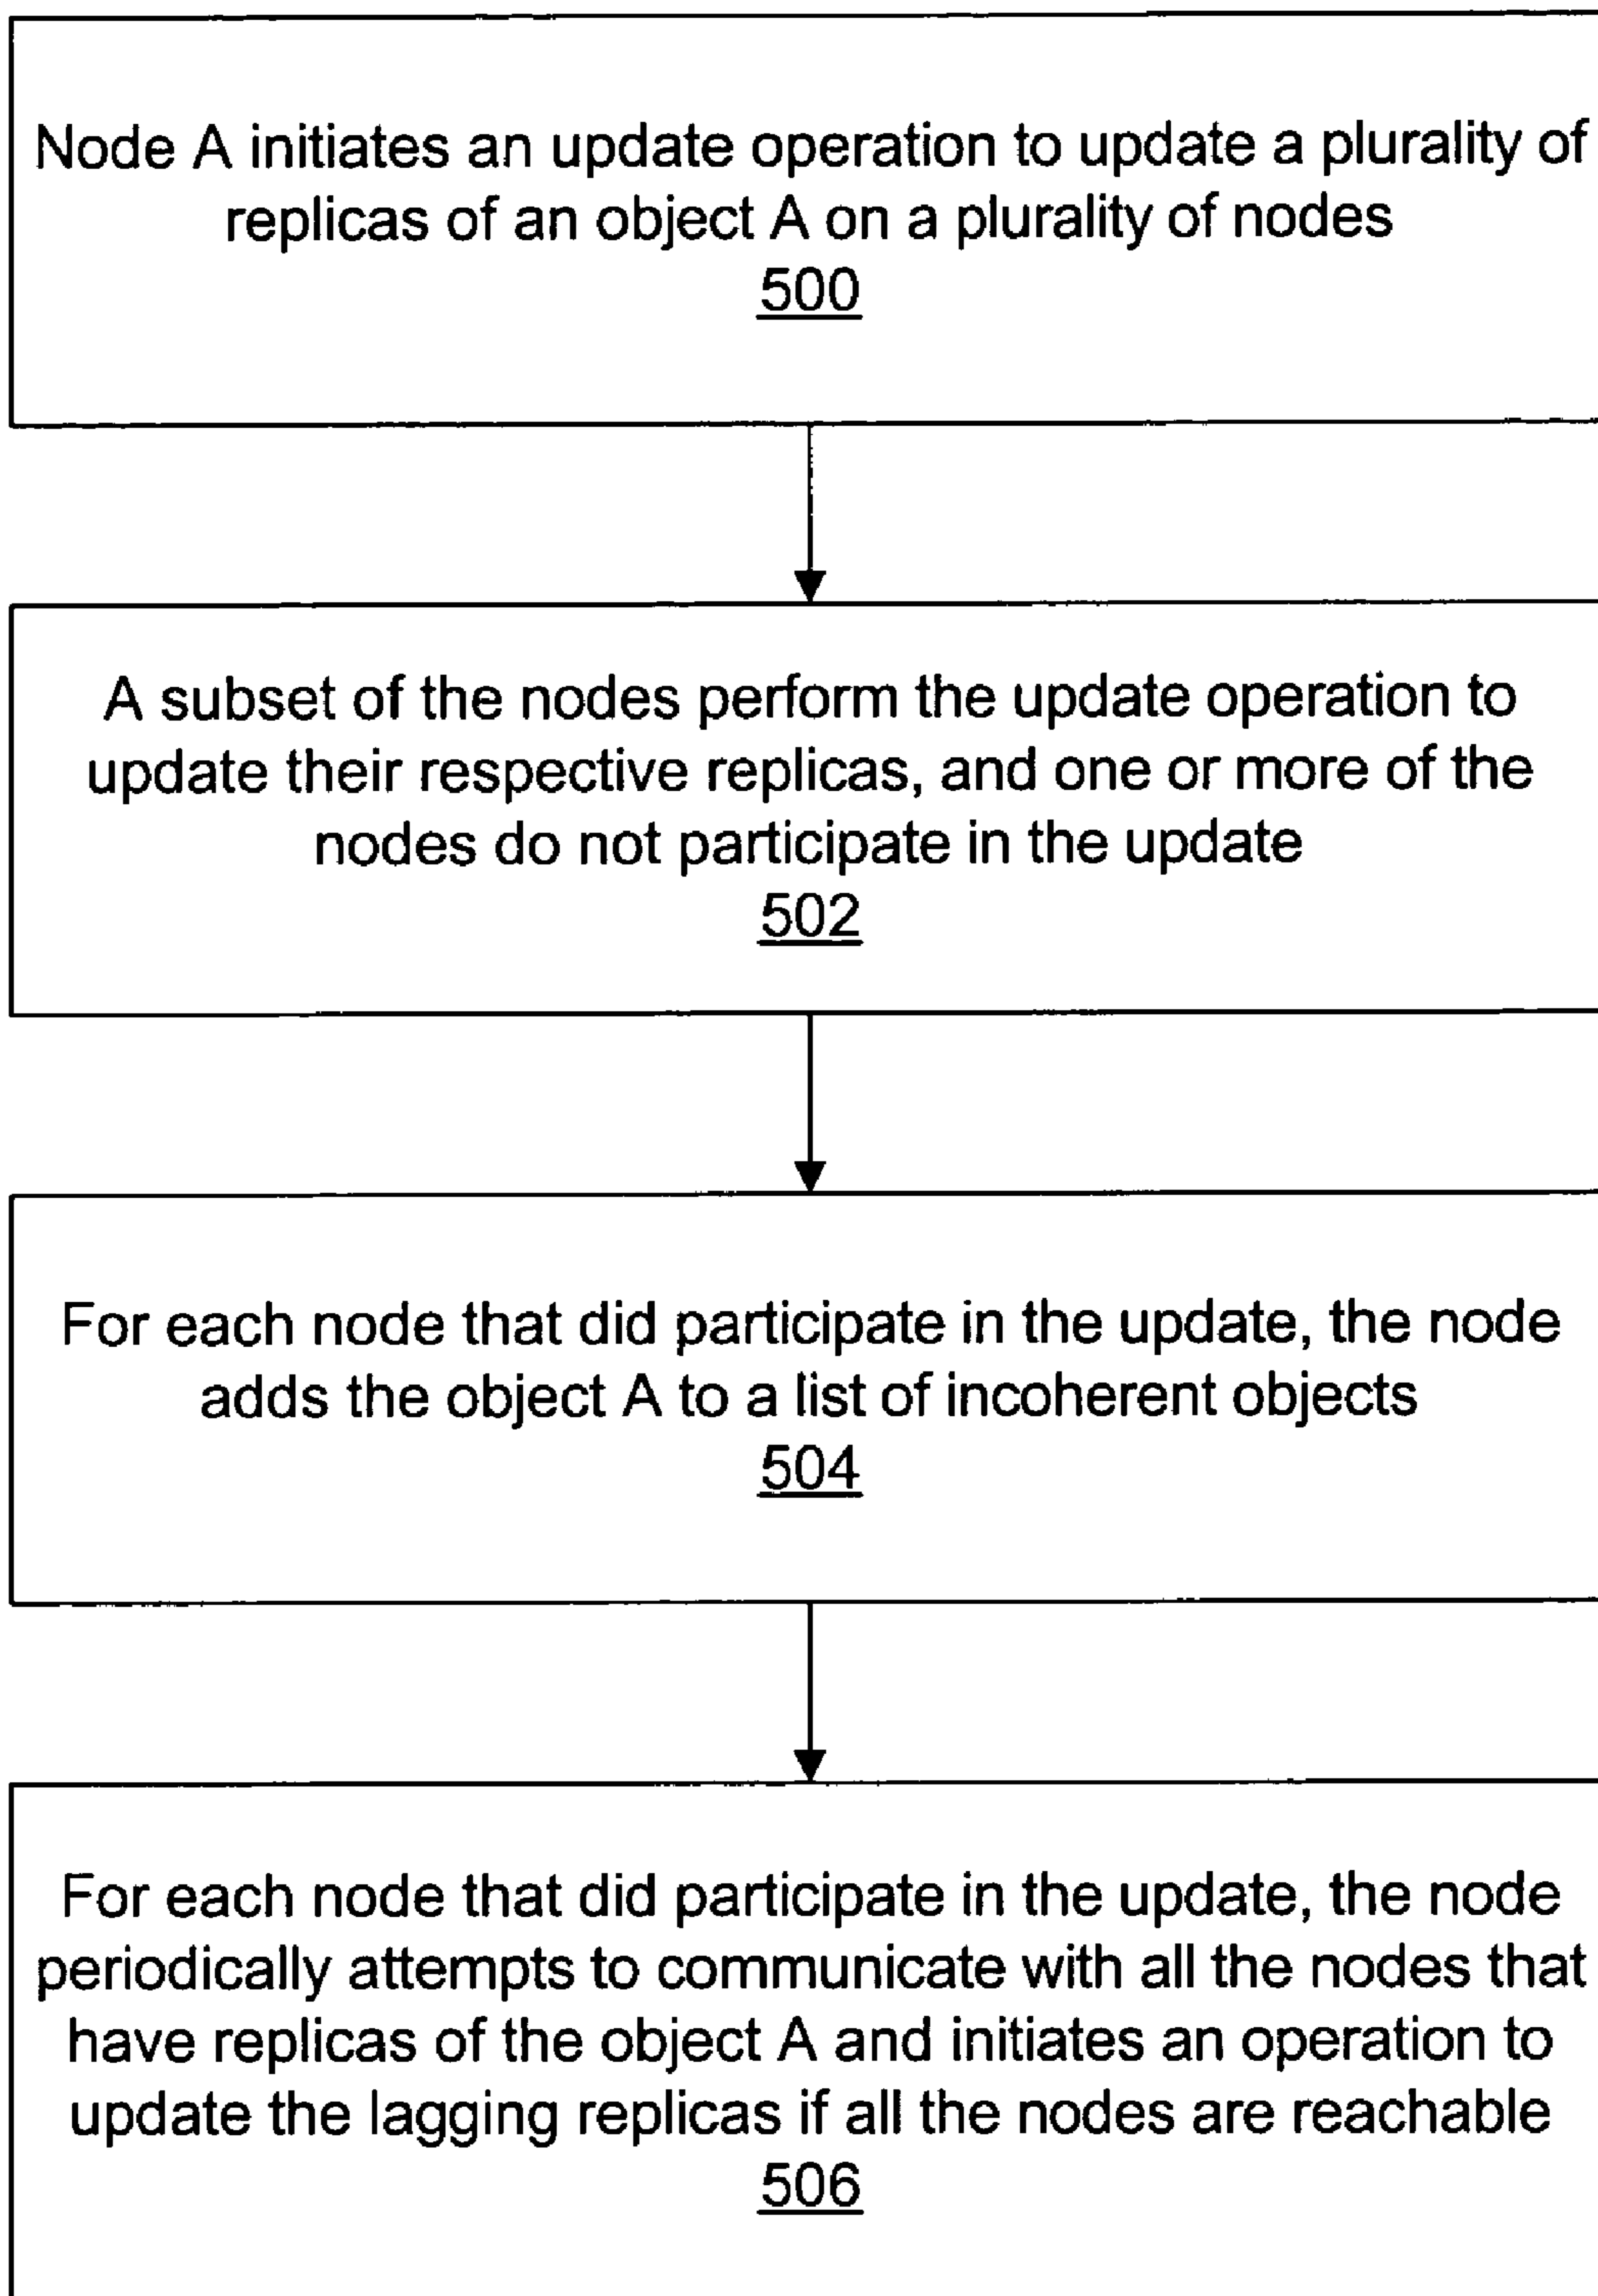 Node A initiates an update operation to update a plurality of
replicas of an object A on a plurality of nodes
500
A subset of the nodes perform the update operation to
update their respective replicas, and one or more of the
nodes do not participate in the update
502
For each node that did participate in the update, the node
adds the object A to a list of incoherent objects
504
For each node that did participate in the update, the node
periodically attempts to communicate with all the nodes that
have replicas of the object A and initiates an operation to
update the lagging replicas if all the nodes are reachable
506